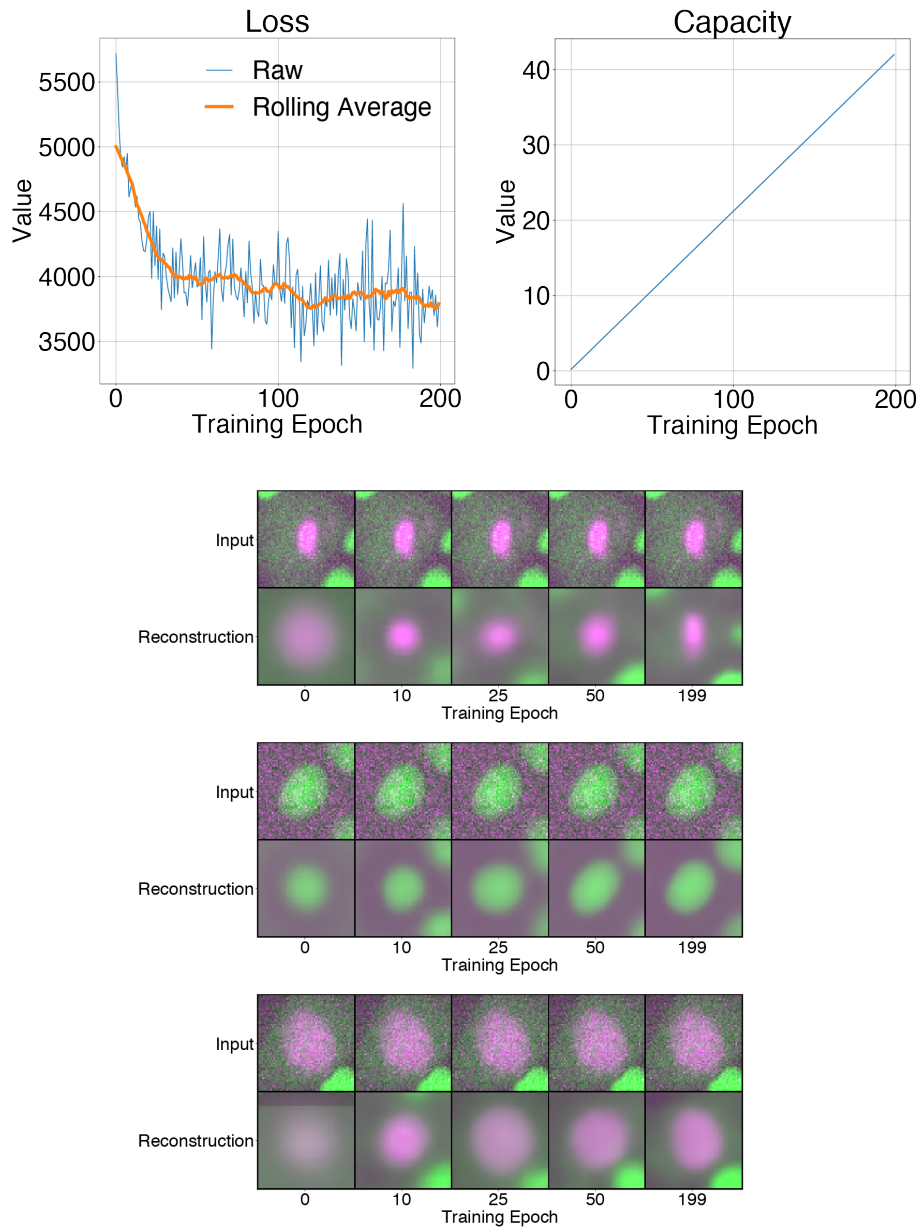 Loss
Capacity
Raw
Rolling Average
5500
5000
4500
4000
3500
Value
0
100
200
Training Epoch
40
30
20
10
0
Value
0
100
200
Training Epoch
Input
Reconstruction
0 10 25 50 199
Training Epoch
Input
Reconstruction
0 10 25 50 199
Training Epoch
Input
Reconstruction
0 10 25 50 199
Training Epoch